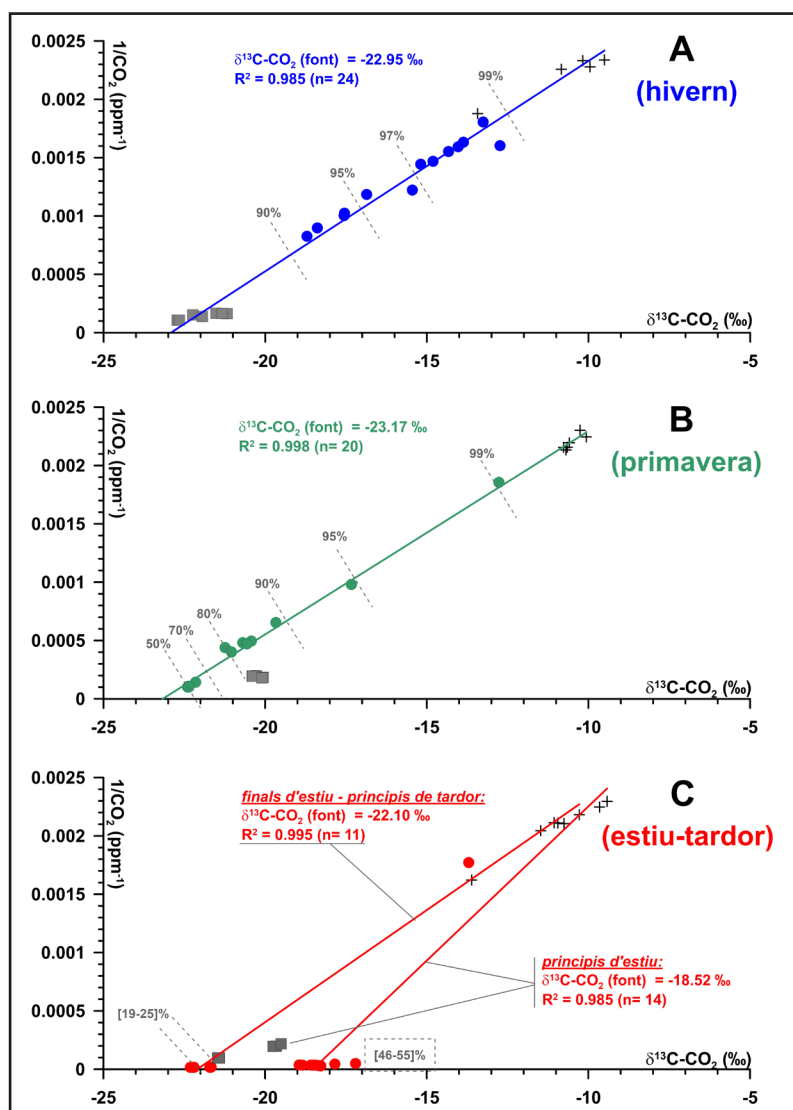 A
(hivern)
δ¹³C-CO₂ (font) = -22.95 ‰
R² = 0.985 (n= 24)
1/CO₂ (ppm⁻¹)
0.0025
0.002
0.0015
0.001
0.0005
0
99%
97%
95%
90%
δ¹³C-CO₂ (‰)
-25 -20 -15 -10 -5
B
(primavera)
δ¹³C-CO₂ (font) = -23.17 ‰
R² = 0.998 (n= 20)
1/CO₂ (ppm⁻¹)
0.0025
0.002
0.0015
0.001
0.0005
0
99%
95%
90%
80%
70%
50%
δ¹³C-CO₂ (‰)
-25 -20 -15 -10 -5
C
(estiu-tardor)
finals d'estiu - principis de tardor:
δ¹³C-CO₂ (font) = -22.10 ‰
R² = 0.995 (n= 11)
1/CO₂ (ppm⁻¹)
0.0025
0.002
0.0015
0.001
0.0005
0
principis d'estiu:
δ¹³C-CO₂ (font) = -18.52 ‰
R² = 0.985 (n= 14)
[19-25]%
[46-55]%
δ¹³C-CO₂ (‰)
-25 -20 -15 -10 -5